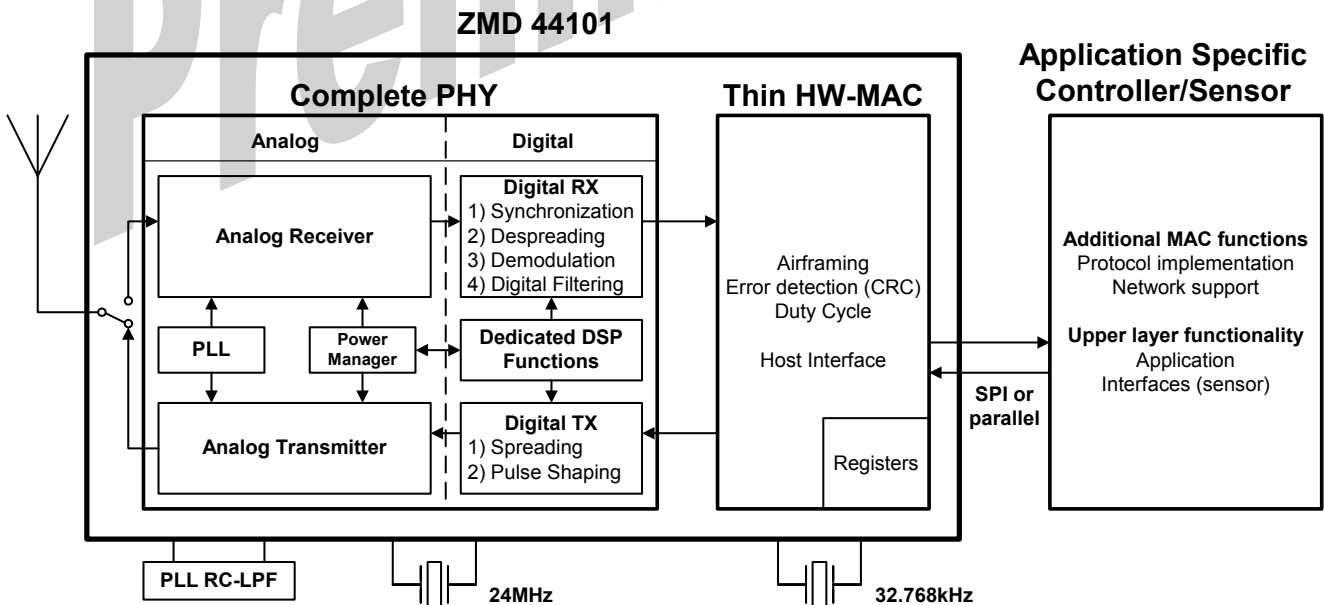 ZMD 44101
Application Specific
Controller/Sensor
Complete PHY
Thin HW-MAC
Analog
Digital
Analog Receiver
Digital RX
1) Synchronization
2) Despreading
3) Demodulation
4) Digital Filtering
PLL
Power
Manager
Dedicated DSP
Functions
Analog Transmitter
Digital TX
1) Spreading
2) Pulse Shaping
Airframing
Error detection (CRC)
Duty Cycle
Host Interface
Registers
SPI or
parallel
Additional MAC functions
Protocol implementation
Network support
Upper layer functionality
Application
Interfaces (sensor)
PLL RC-LPF
24MHz
32.768kHz